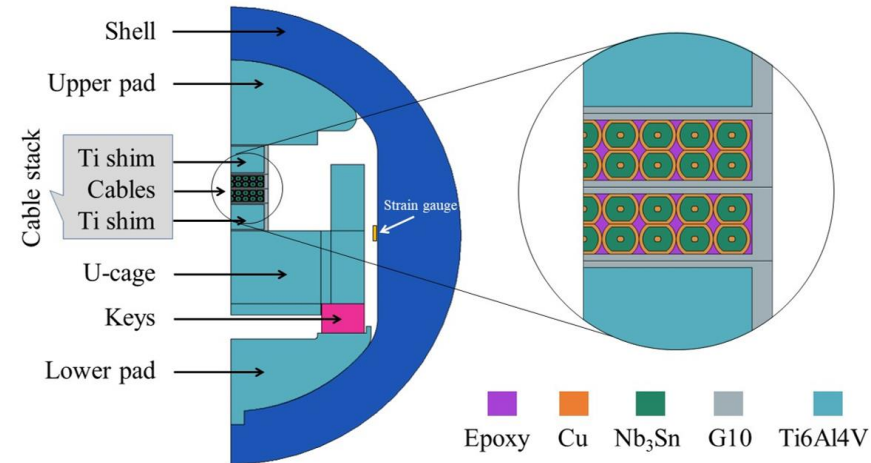 Shell
Upper pad
Cable stack
Ti shim
Cables
Ti shim
Strain gauge
U-cage
Keys
Lower pad
Epoxy
Cu
Nb₃Sn
G10
Ti6Al4V